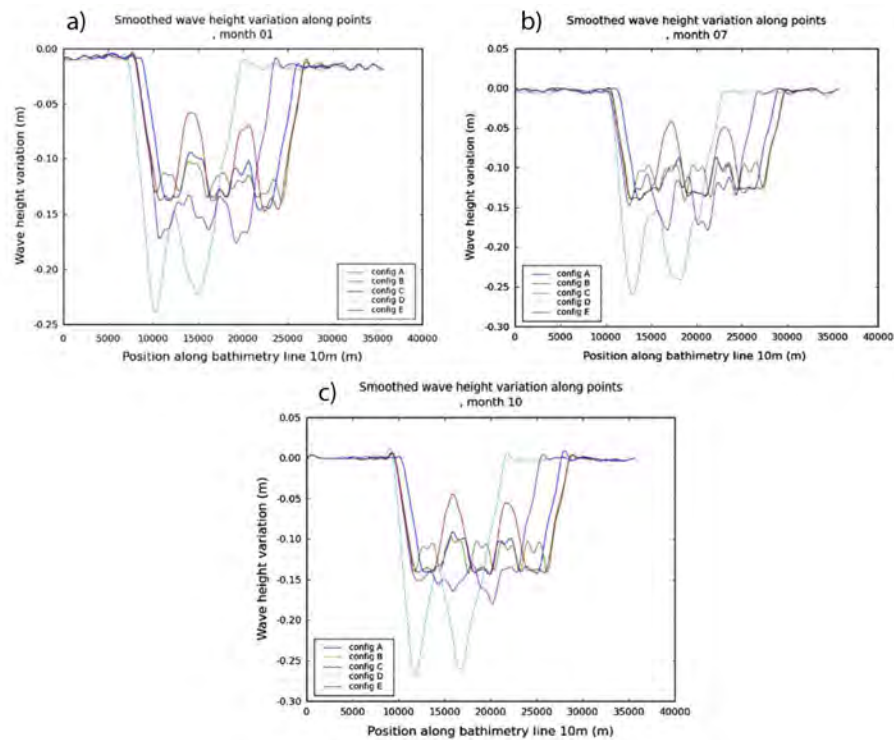 a)
Smoothed wave height variation along points
, month 01
0.00
-0.05
-0.10
-0.15
-0.20
-0.25
Wave height variation (m)
config A
config B
config C
config D
config E
0
5000
10000
15000
20000
25000
30000
35000
40000
Position along bathimetry line 10m (m)
b)
Smoothed wave height variation along points
, month 07
0.05
0.00
-0.05
-0.10
-0.15
-0.20
-0.25
-0.30
Wave height variation (m)
config A
config B
config C
config D
config E
0
5000
10000
15000
20000
25000
30000
35000
40000
Position along bathimetry line 10m (m)
c)
Smoothed wave height variation along points
, month 10
0.05
0.00
-0.05
-0.10
-0.15
-0.20
-0.25
-0.30
Wave height variation (m)
config A
config B
config C
config D
config E
0
5000
10000
15000
20000
25000
30000
35000
40000
Position along bathimetry line 10m (m)